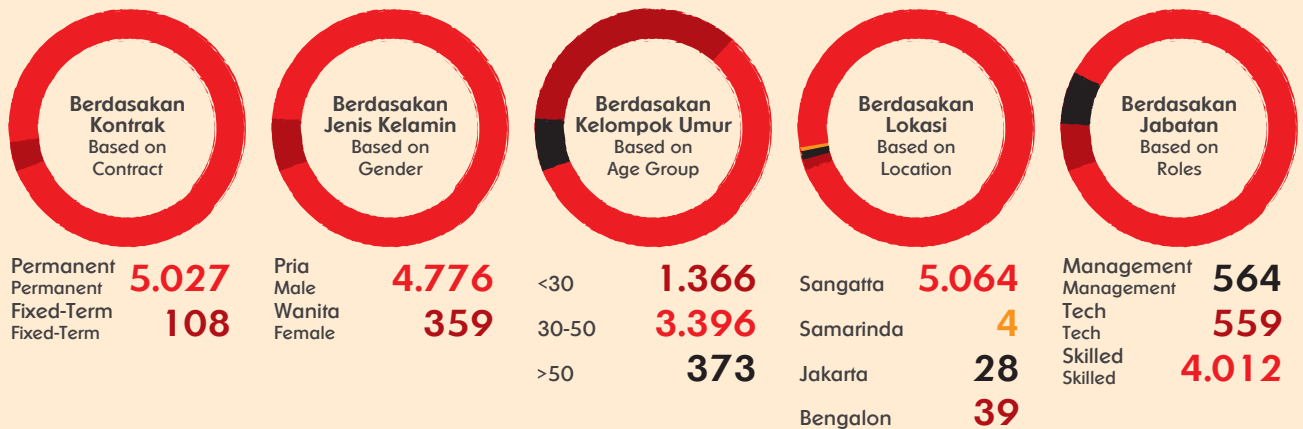 Berdasakan
Kontrak
Based on
Contract
Permanent
Permanent
5.027
Fixed-Term
Fixed-Term
108
Berdasakan
Jenis Kelamin
Based on
Gender
Pria
Male
4.776
Wanita
Female
359
Berdasakan
Kelompok Umur
Based on
Age Group
<30 1.366
30-50 3.396
>50 373
Berdasakan
Lokasi
Based on
Location
Sangatta 5.064
Samarinda 4
Jakarta 28
Bengalon 39
Berdasakan
Jabatan
Based on
Roles
Management
Management
564
Tech
Tech
559
Skilled
Skilled
4.012